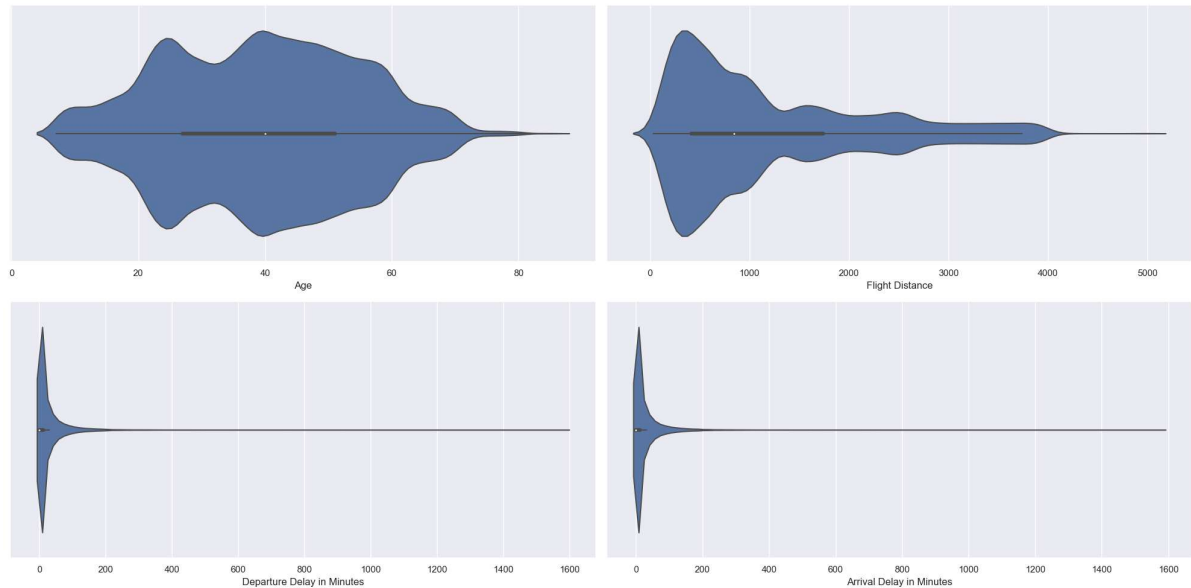 0 20 40 60 80
Age
0 1000 2000 3000 4000 5000
Flight Distance
0 200 400 600 800 1000 1200 1400 1600
Departure Delay in Minutes
0 200 400 600 800 1000 1200 1400 1600
Arrival Delay in Minutes